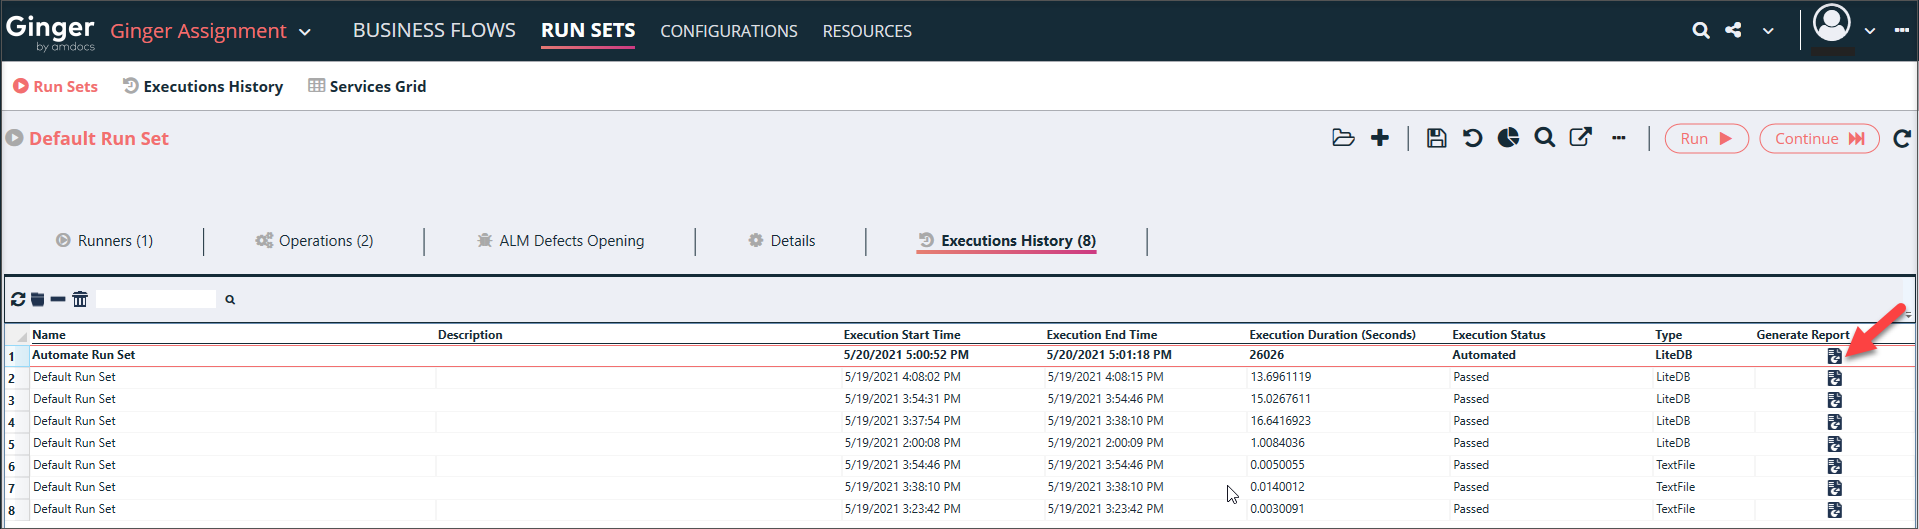 Ginger Ginger Assignment BUSINESS FLOWS RUN SETS CONFIGURATIONS RESOURCES
by amdocs
Run Sets Executions History Services Grid
Default Run Set Run Continue
Runners (1) Operations (2) ALM Defects Opening Details Executions History (8)
Name Description Execution Start Time Execution End Time Execution Duration (Seconds) Execution Status Type Generate Report
1 Automate Run Set 5/20/2021 5:00:52 PM 5/20/2021 5:01:18 PM 26026 Automated LiteDB
2 Default Run Set 5/19/2021 4:08:02 PM 5/19/2021 4:08:15 PM 13.6961119 Passed LiteDB
3 Default Run Set 5/19/2021 3:54:31 PM 5/19/2021 3:54:46 PM 15.0267611 Passed LiteDB
4 Default Run Set 5/19/2021 3:37:54 PM 5/19/2021 3:38:10 PM 16.6416923 Passed LiteDB
5 Default Run Set 5/19/2021 2:00:08 PM 5/19/2021 2:00:09 PM 1.0084036 Passed LiteDB
6 Default Run Set 5/19/2021 3:54:46 PM 5/19/2021 3:54:46 PM 0.0050055 Passed TextFile
7 Default Run Set 5/19/2021 3:38:10 PM 5/19/2021 3:38:10 PM 0.0140012 Passed TextFile
8 Default Run Set 5/19/2021 3:23:42 PM 5/19/2021 3:23:42 PM 0.0030091 Passed TextFile